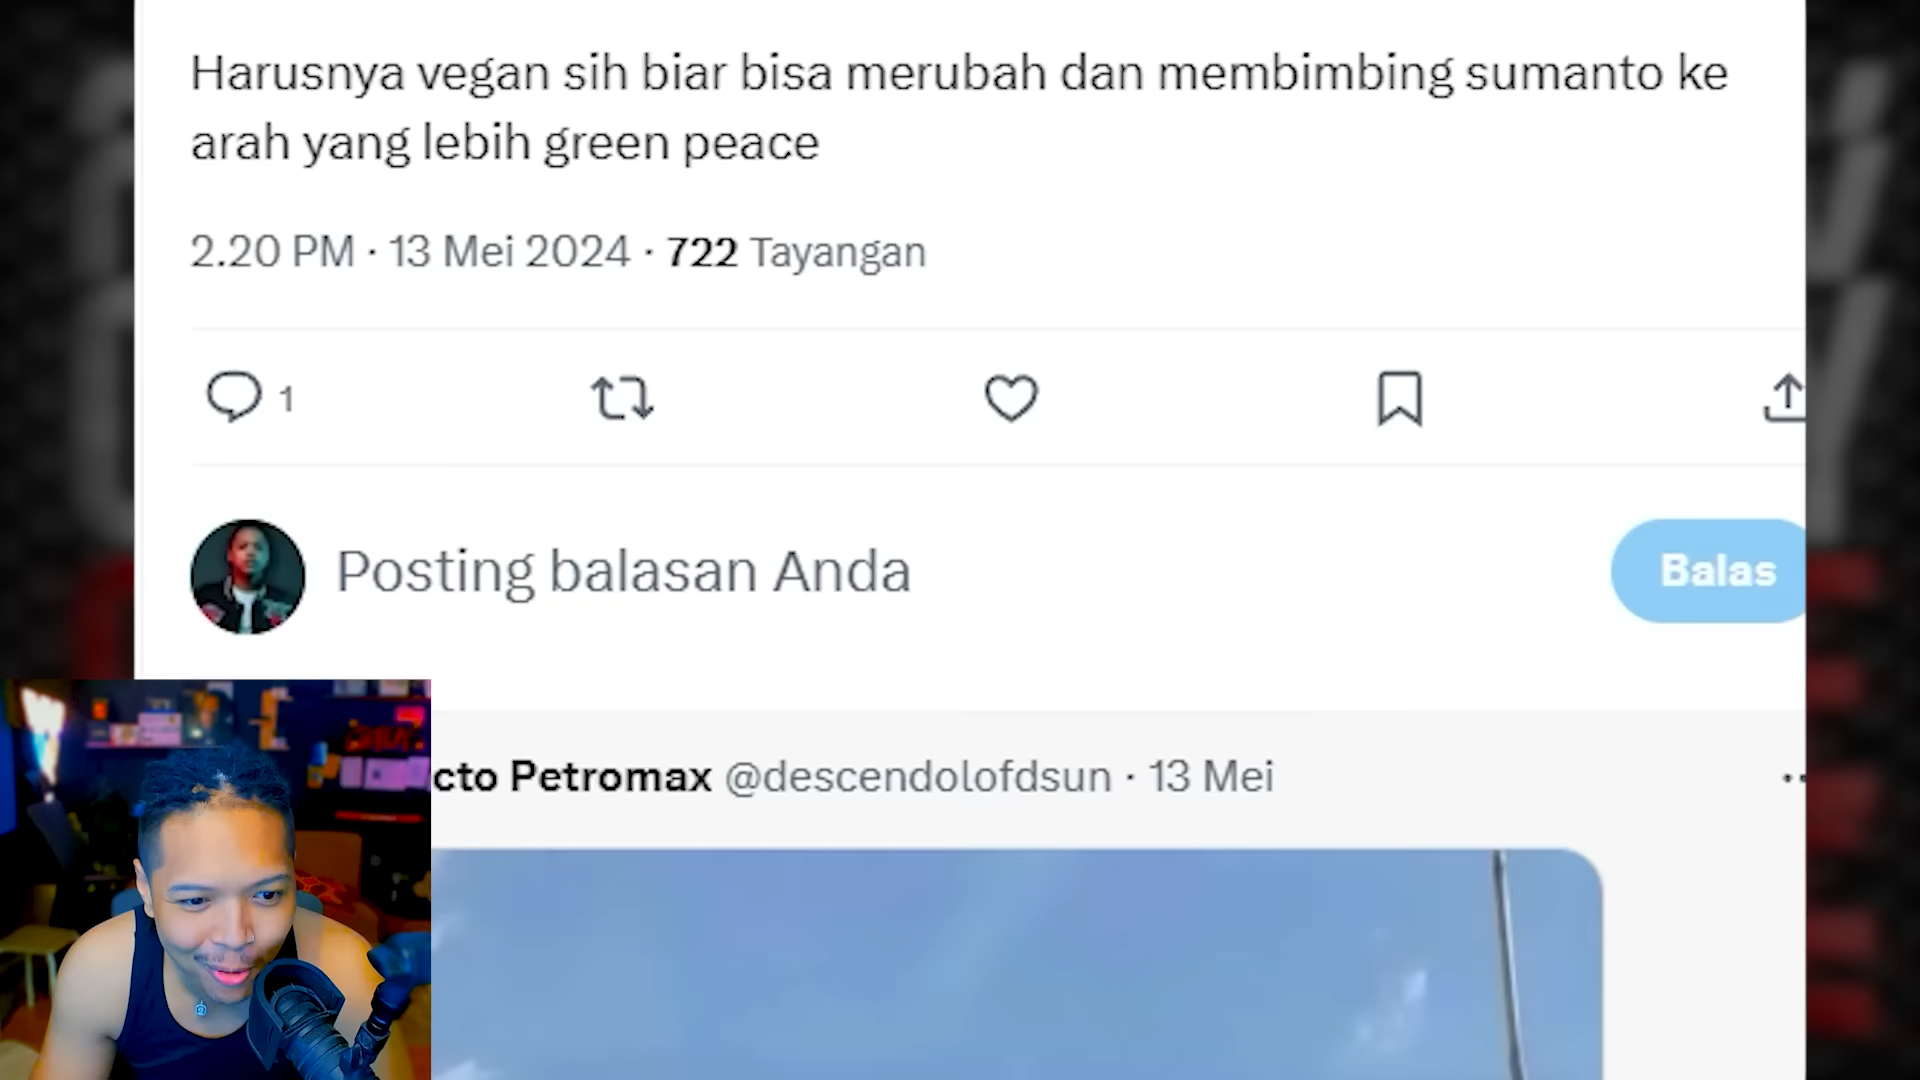 Harusnya vegan sih biar bisa merubah dan membimbing sumanto ke
arah yang lebih green peace
2.20 PM · 13 Mei 2024 · 722 Tayangan
1
Posting balasan Anda
Balas
cto Petromax @descendolofdsun · 13 Mei